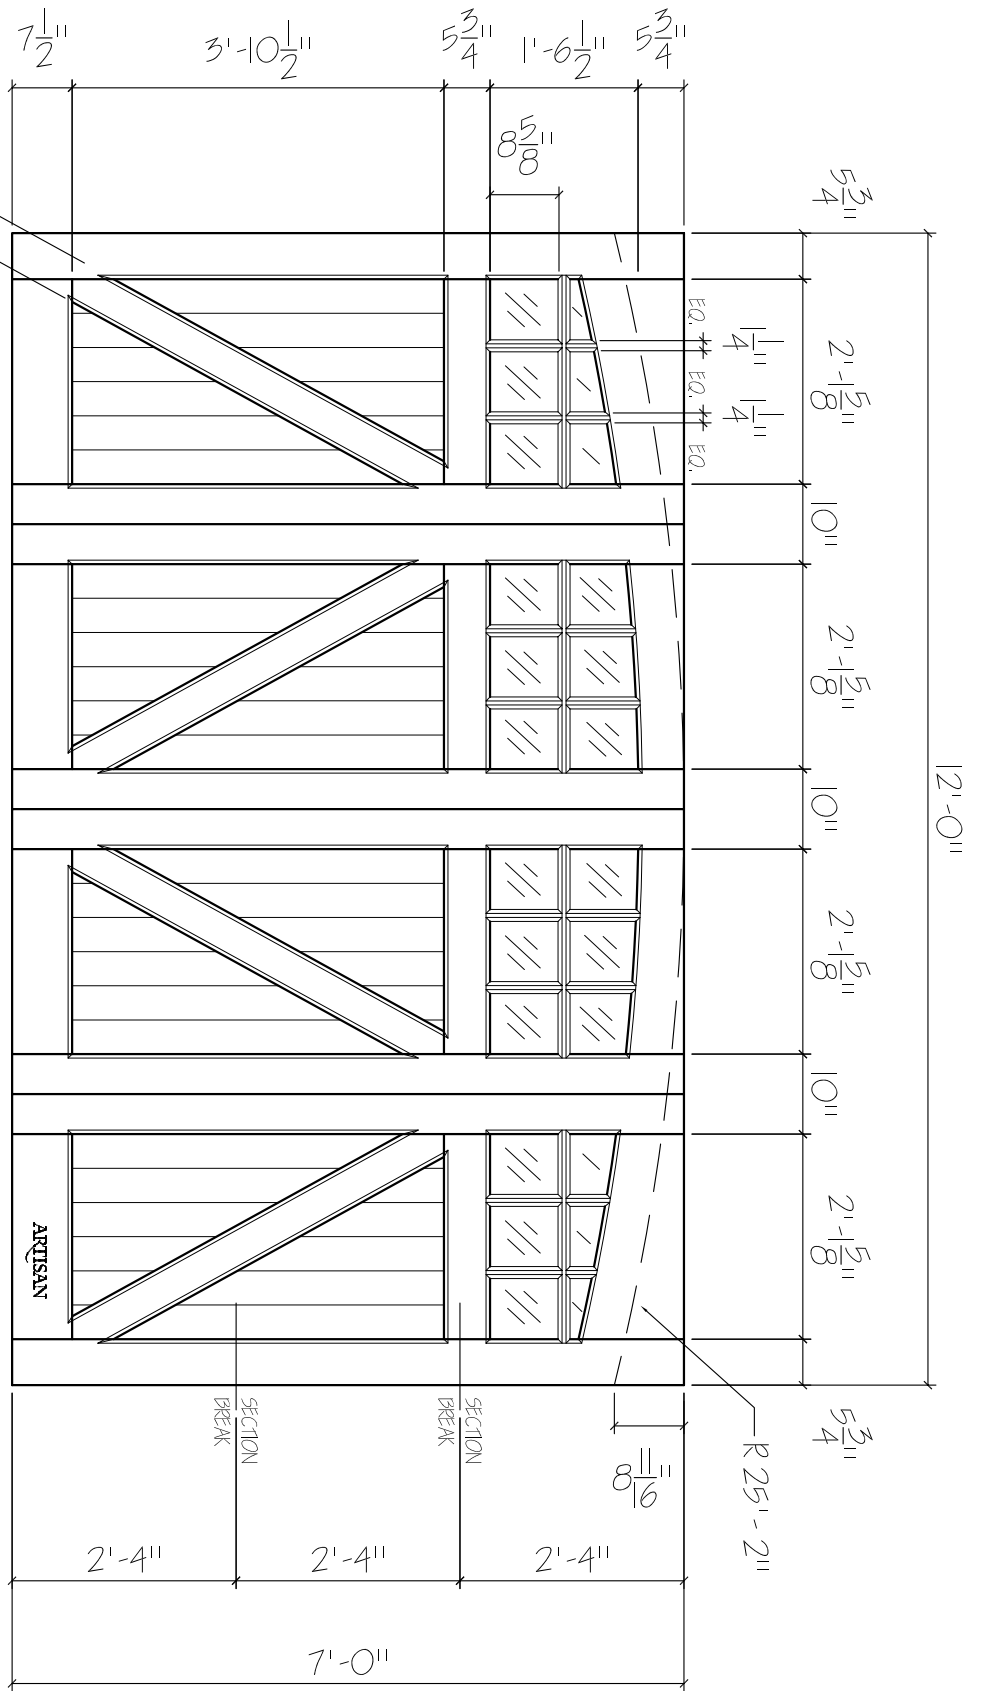 12'-0"
5 3/4"
2'-1 5/8"
10"
2'-1 5/8"
10"
2'-1 5/8"
10"
2'-1 5/8"
5 3/4"
EQ.
1 1/4"
EQ.
1 1/4"
EQ.
5 3/4"
1'-6 1/2"
5 3/4"
3'-10 1/2"
7 1/2"
8 5/8"
R 25'-2"
8 11/16"
SECTION
BREAK
SECTION
BREAK
2'-4"
2'-4"
2'-4"
7'-0"
ARTISAN